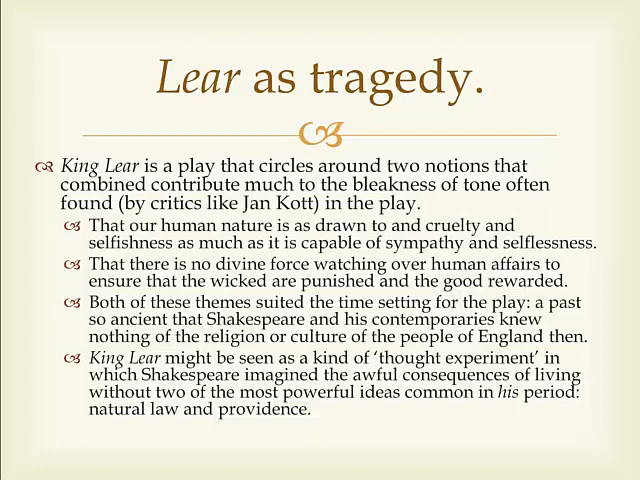 Lear as tragedy.
King Lear is a play that circles around two notions that
combined contribute much to the bleakness of tone often
found (by critics like Jan Kott) in the play.
That our human nature is as drawn to and cruelty and
selfishness as much as it is capable of sympathy and selflessness.
That there is no divine force watching over human affairs to
ensure that the wicked are punished and the good rewarded.
Both of these themes suited the time setting for the play: a past
so ancient that Shakespeare and his contemporaries knew
nothing of the religion or culture of the people of England then.
King Lear might be seen as a kind of ‘thought experiment’ in
which Shakespeare imagined the awful consequences of living
without two of the most powerful ideas common in his period:
natural law and providence.